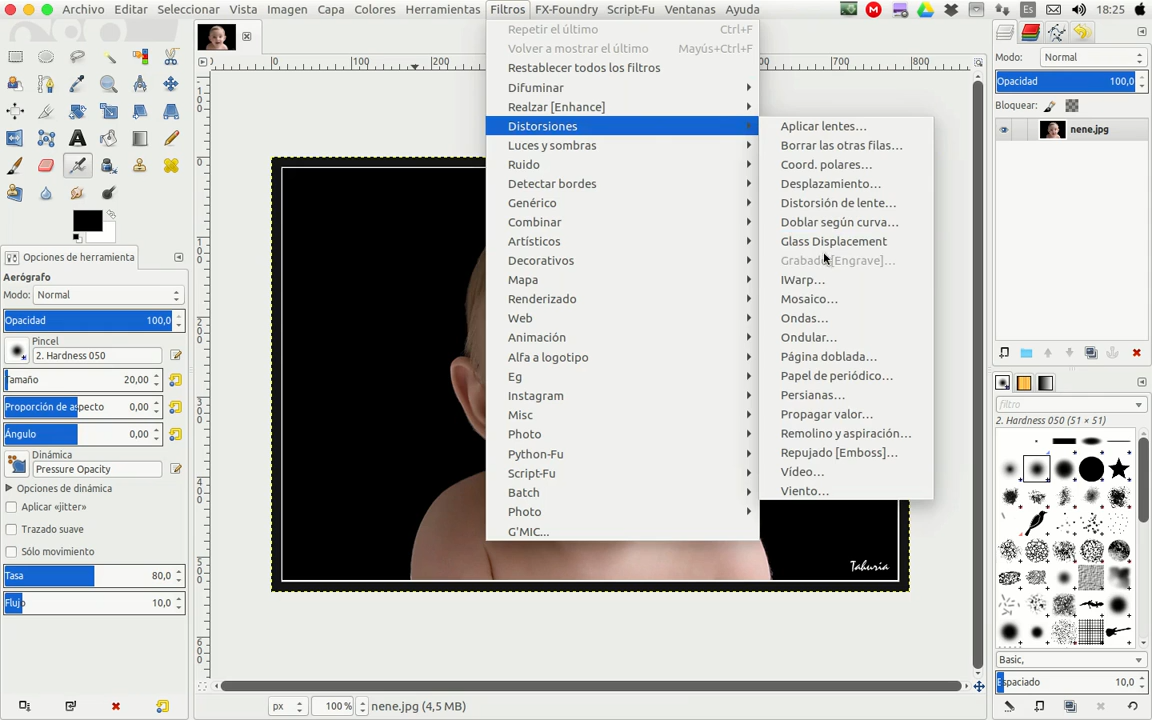 Archivo Editar Seleccionar Vista Imagen Capa Colores Herramientas Filtros FX-Foundry Script-Fu Ventanas Ayuda Es 18:25
Repetir el último Ctrl+F
Volver a mostrar el último Mayús+Ctrl+F
Restablecer todos los filtros
Difuminar
Realzar [Enhance]
Distorsiones
Luces y sombras
Ruido
Detectar bordes
Genérico
Combinar
Artísticos
Decorativos
Mapa
Renderizado
Web
Animación
Alfa a logotipo
Eg
Instagram
Misc
Photo
Python-Fu
Script-Fu
Batch
Photo
G'MIC...
Aplicar lentes...
Borrar las otras filas...
Coord. polares...
Desplazamiento...
Distorsión de lente...
Doblar según curva...
Glass Displacement
Grabado [Engrave]...
IWarp...
Mosaico...
Ondas...
Ondular...
Página doblada...
Papel de periódico...
Persianas...
Propagar valor...
Remolino y aspiración...
Repujado [Emboss]...
Vídeo...
Viento...
Opciones de herramienta
Aerógrafo
Modo: Normal
Opacidad 100,0
Pincel
2. Hardness 050
Tamaño 20,00
Proporción de aspecto 0,00
Ángulo 0,00
Dinámica
Pressure Opacity
Opciones de dinámica
Aplicar «jitter»
Trazado suave
Sólo movimiento
Tasa 80,0
Flujo 10,0
0 100 200 700 800
Tahuria
px 100 % nene.jpg (4,5 MB)
Modo: Normal
Opacidad 100,0
Bloquear:
nene.jpg
filtro
2. Hardness 050 (51 × 51)
Basic,
Espaciado 10,0